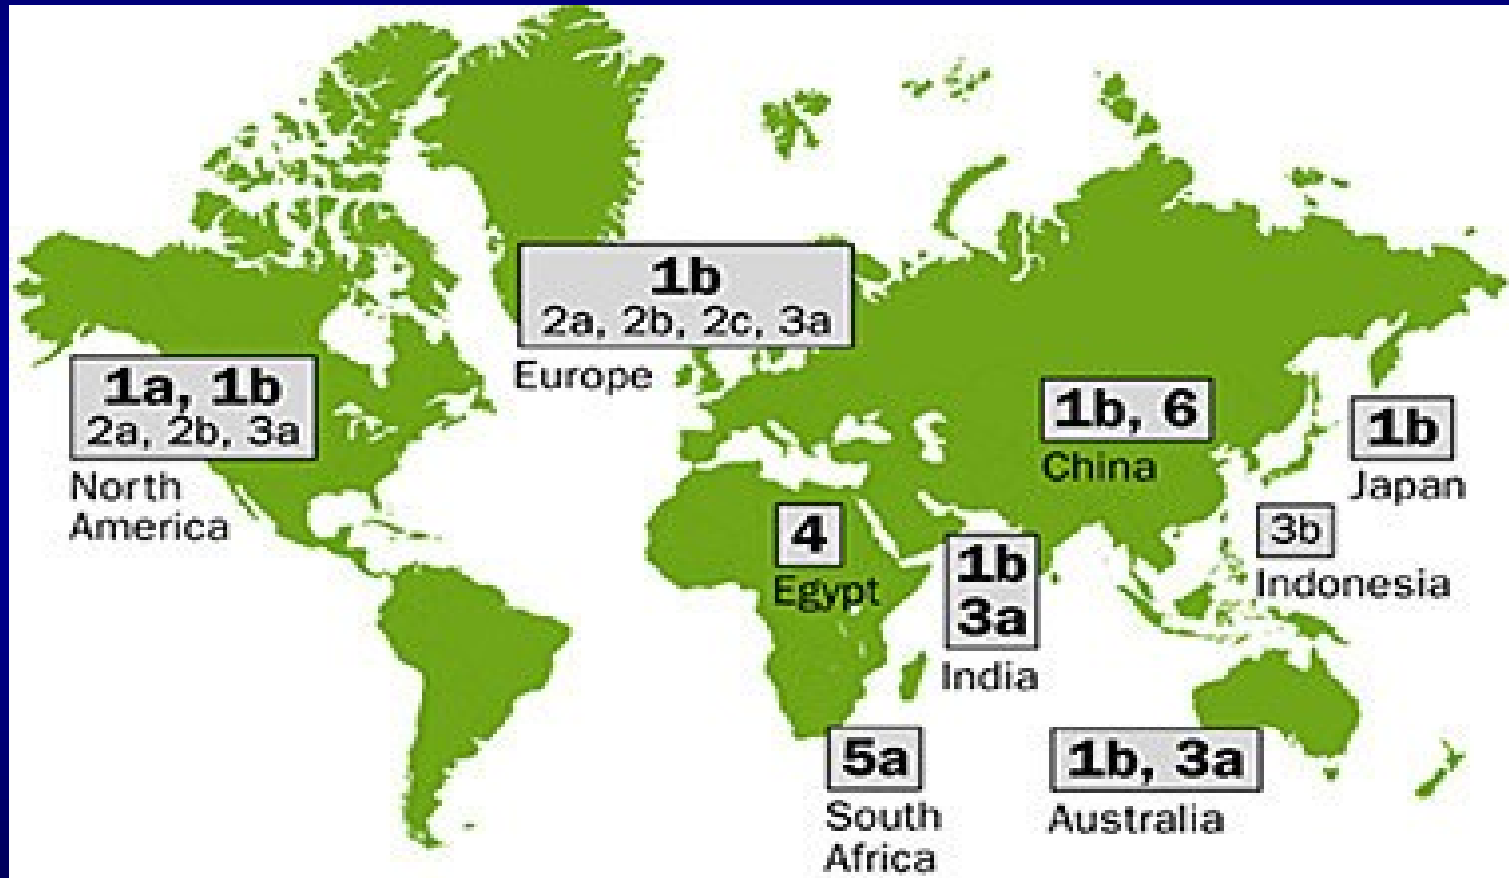 1b
2a, 2b, 2c, 3a
Europe
1a, 1b
2a, 2b, 3a
North
America
1b, 6
China
1b
Japan
4
Egypt
1b
3a
India
3b
Indonesia
5a
South
Africa
1b, 3a
Australia